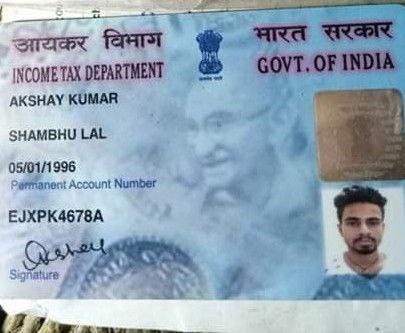 आयकर विभाग
भारत सरकार
INCOME TAX DEPARTMENT
GOVT. OF INDIA
AKSHAY KUMAR
SHAMBHU LAL
05/01/1996
Permanent Account Number
EJXPK4678A
Akshay
Signature